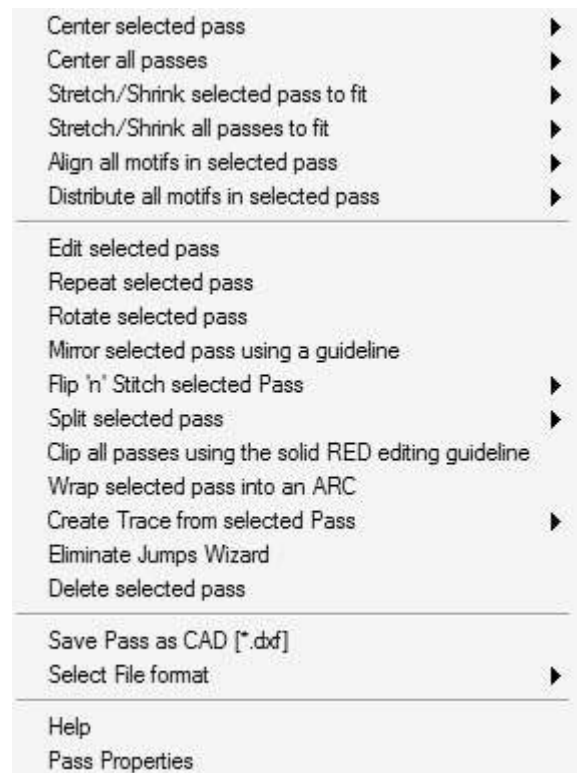 Center selected pass
Center all passes
Stretch/Shrink selected pass to fit
Stretch/Shrink all passes to fit
Align all motifs in selected pass
Distribute all motifs in selected pass
Edit selected pass
Repeat selected pass
Rotate selected pass
Mirror selected pass using a guideline
Flip 'n' Stitch selected Pass
Split selected pass
Clip all passes using the solid RED editing guideline
Wrap selected pass into an ARC
Create Trace from selected Pass
Eliminate Jumps Wizard
Delete selected pass
Save Pass as CAD [*.dxf]
Select File format
Help
Pass Properties